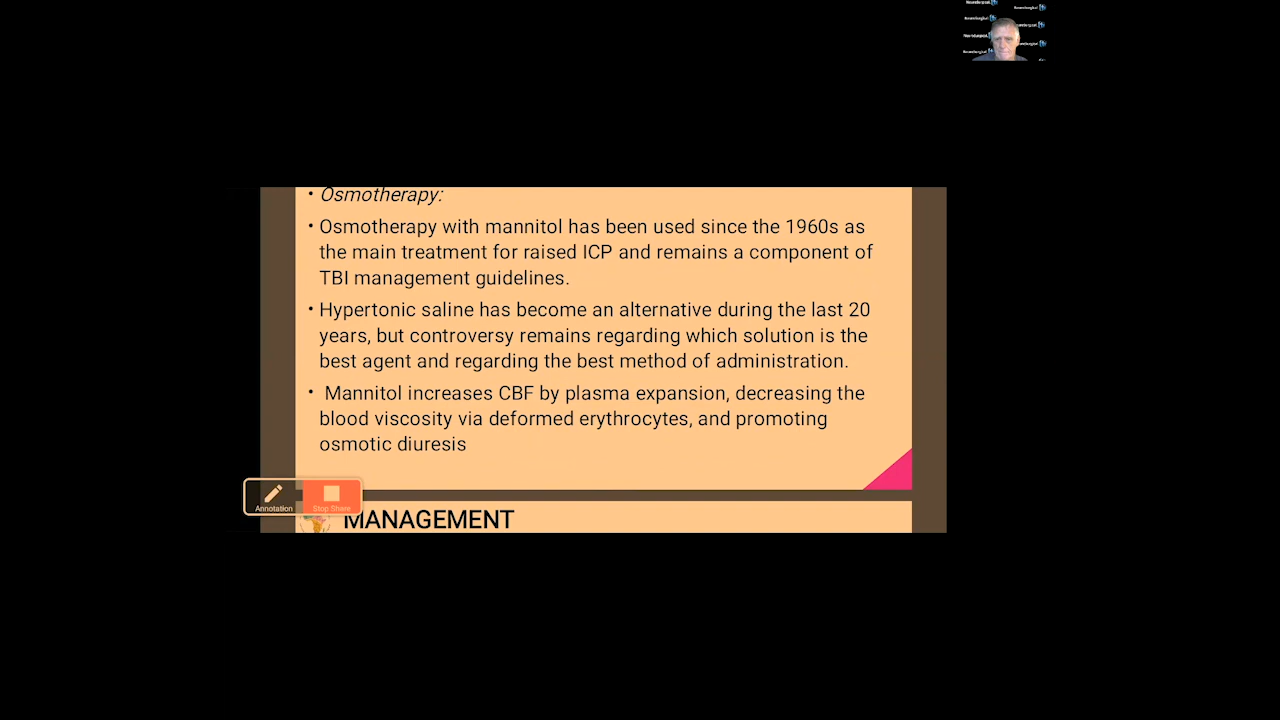 • Osmotherapy:
• Osmotherapy with mannitol has been used since the 1960s as
the main treatment for raised ICP and remains a component of
TBI management guidelines.
• Hypertonic saline has become an alternative during the last 20
years, but controversy remains regarding which solution is the
best agent and regarding the best method of administration.
• Mannitol increases CBF by plasma expansion, decreasing the
blood viscosity via deformed erythrocytes, and promoting
osmotic diuresis
Annotation
Stop Share
MANAGEMENT